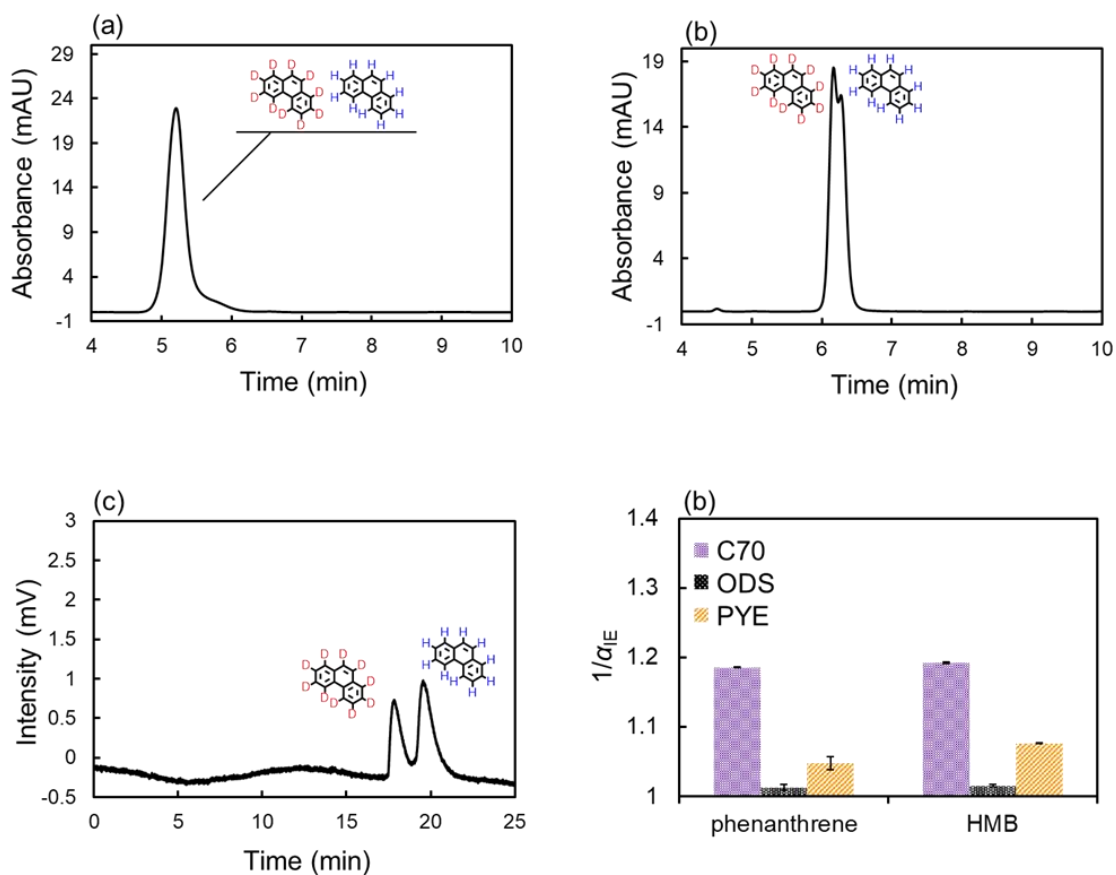 (a)
29
24
19
14
9
4
-1
Absorbance (mAU)
D D D D D D D D D D H H H H H H H H H H
4 5 6 7 8 9 10
Time (min)
(b)
19
14
9
4
-1
Absorbance (mAU)
D D D D D D D D D D H H H H H H H H H H
4 5 6 7 8 9 10
Time (min)
(c)
3
2.5
2
1.5
1
0.5
0
-0.5
Intensity (mV)
D D D D D D D D D D H H H H H H H H H H
0 5 10 15 20 25
Time (min)
(b)
1.4
1.3
1.2
1.1
1
1/αIE
C70
ODS
PYE
phenanthrene HMB